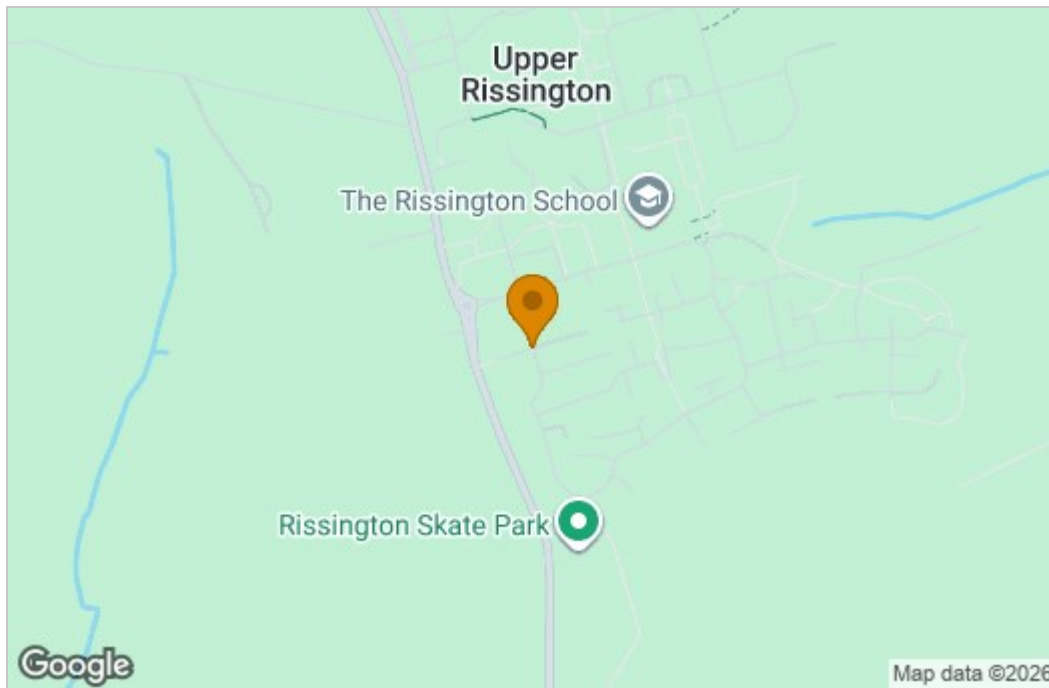 Upper
Rissington
The Rissington School
Rissington Skate Park
Google
Map data ©2026